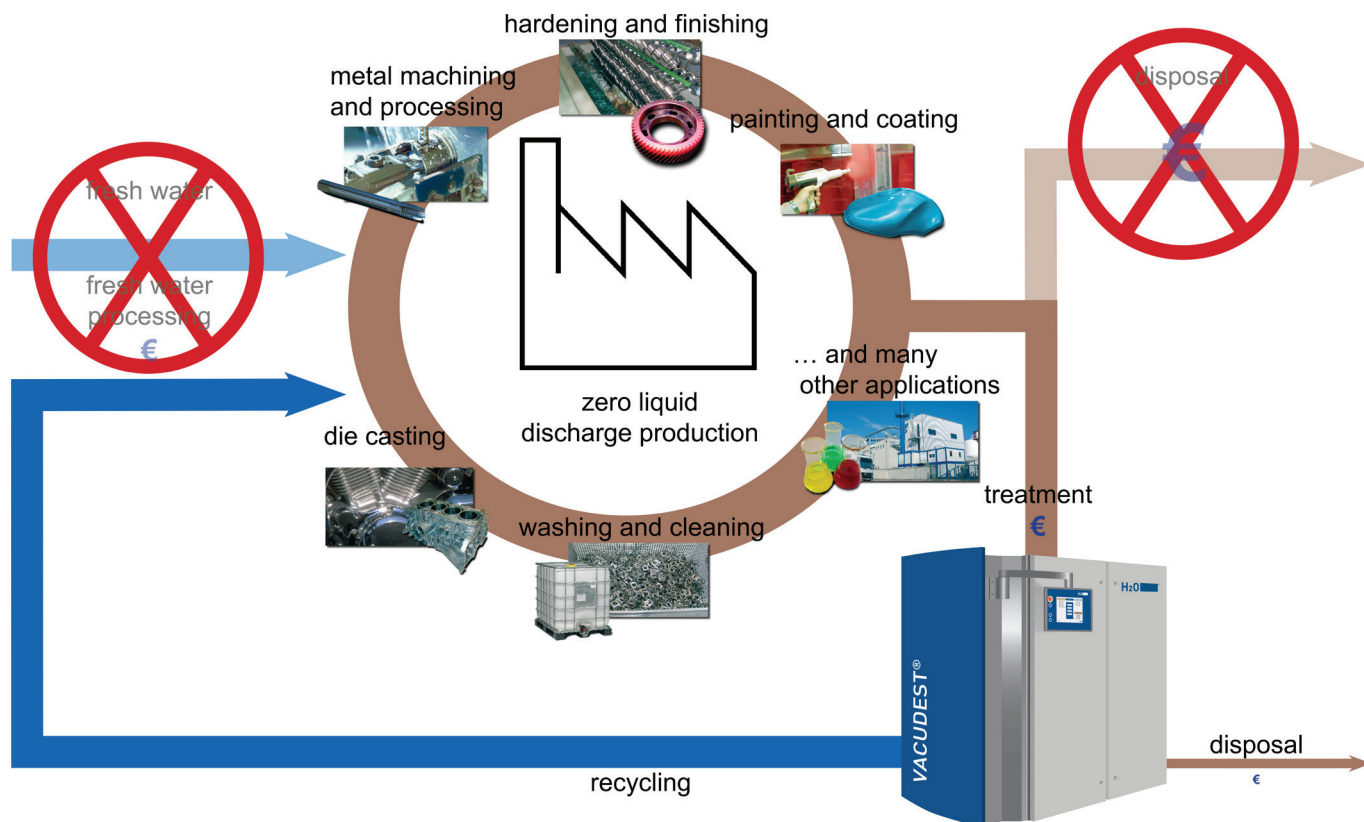 hardening and finishing
metal machining
and processing
painting and coating
disposal
€
fresh water
fresh water
processing
€
… and many
other applications
zero liquid
discharge production
die casting
washing and cleaning
treatment
€
H2O
VACUDEST®
disposal
€
recycling